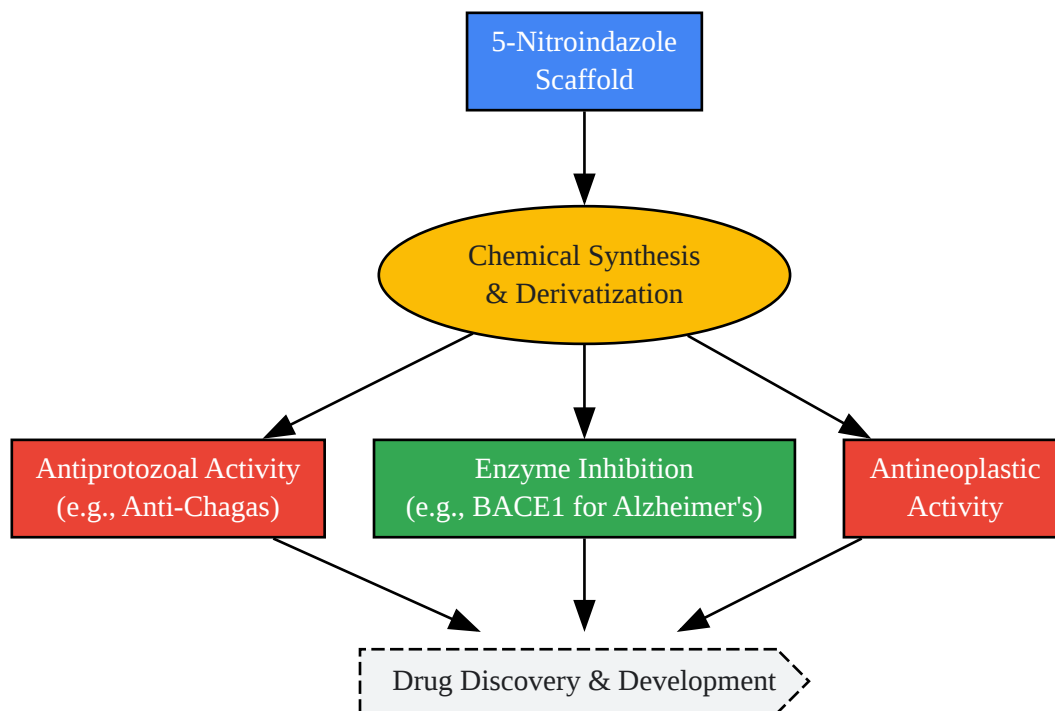 5-Nitroindazole
Scaffold
Chemical Synthesis
& Derivatization
Antiprotozoal Activity
(e.g., Anti-Chagas)
Enzyme Inhibition
(e.g., BACE1 for Alzheimer's)
Antineoplastic
Activity
Drug Discovery & Development